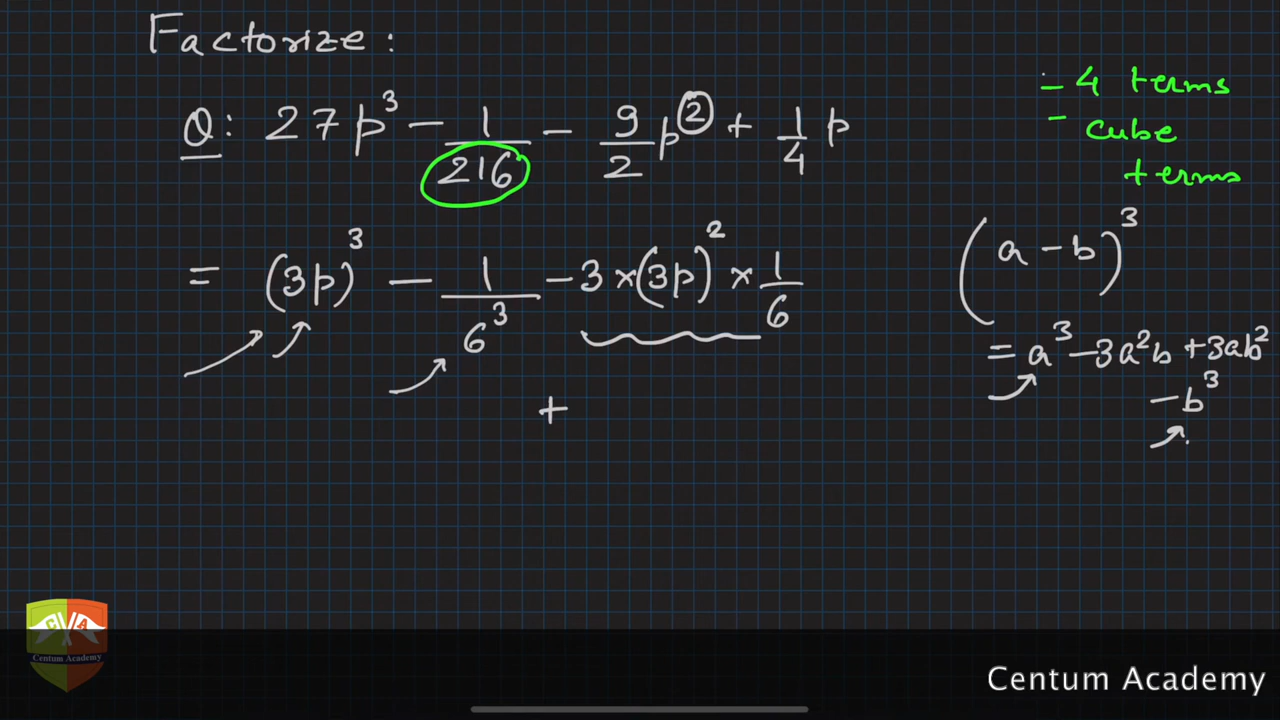 Factorize :
Q: 27p³ - 1/216 - 9/2 p² + 1/4 p
= (3p)³ - 1/6³ - 3 × (3p)² × 1/6
+
- 4 terms
- cube
terms
(a - b)³
= a³ - 3a²b + 3ab²
- b³
CA
Centum Academy
Centum Academy